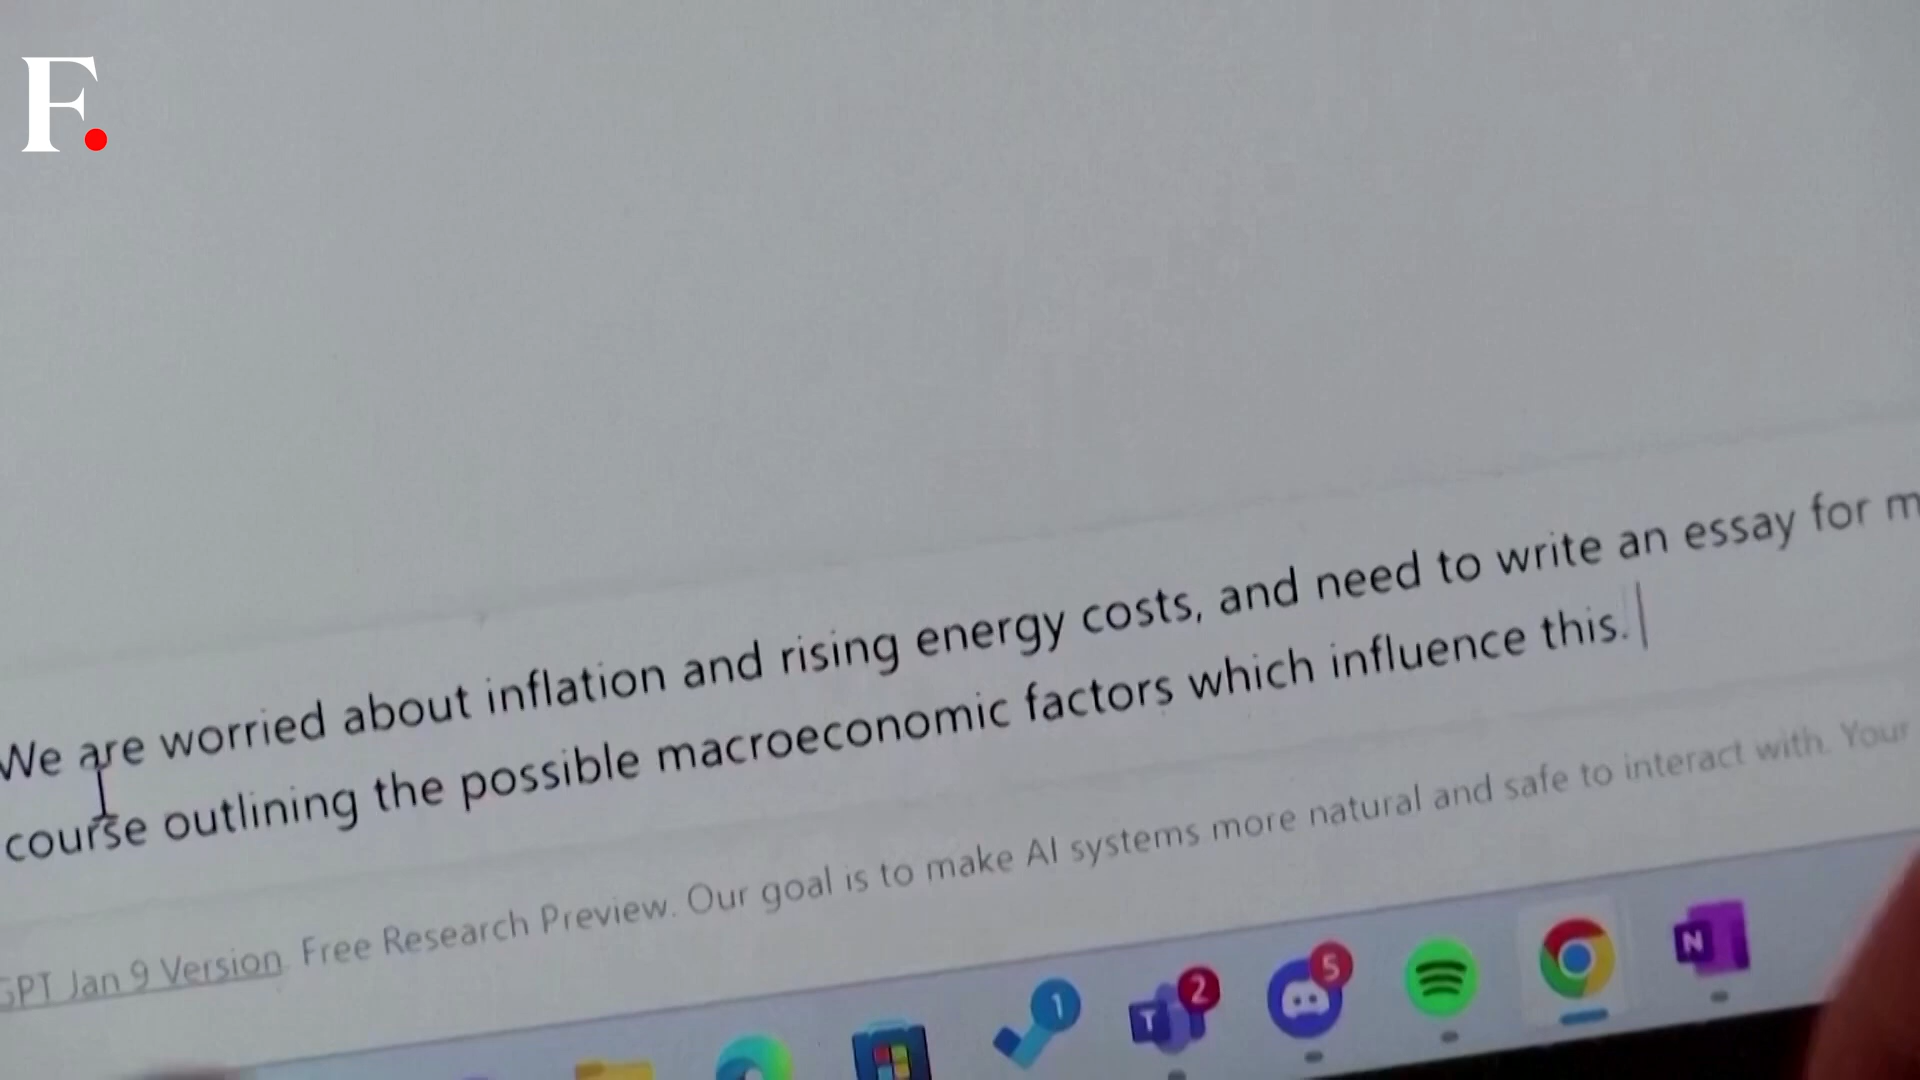 F.
We are worried about inflation and rising energy costs, and need to write an essay for m
course outlining the possible macroeconomic factors which influence this.
GPT Jan 9 Version. Free Research Preview. Our goal is to make AI systems more natural and safe to interact with. Your
1
T 2
5
N